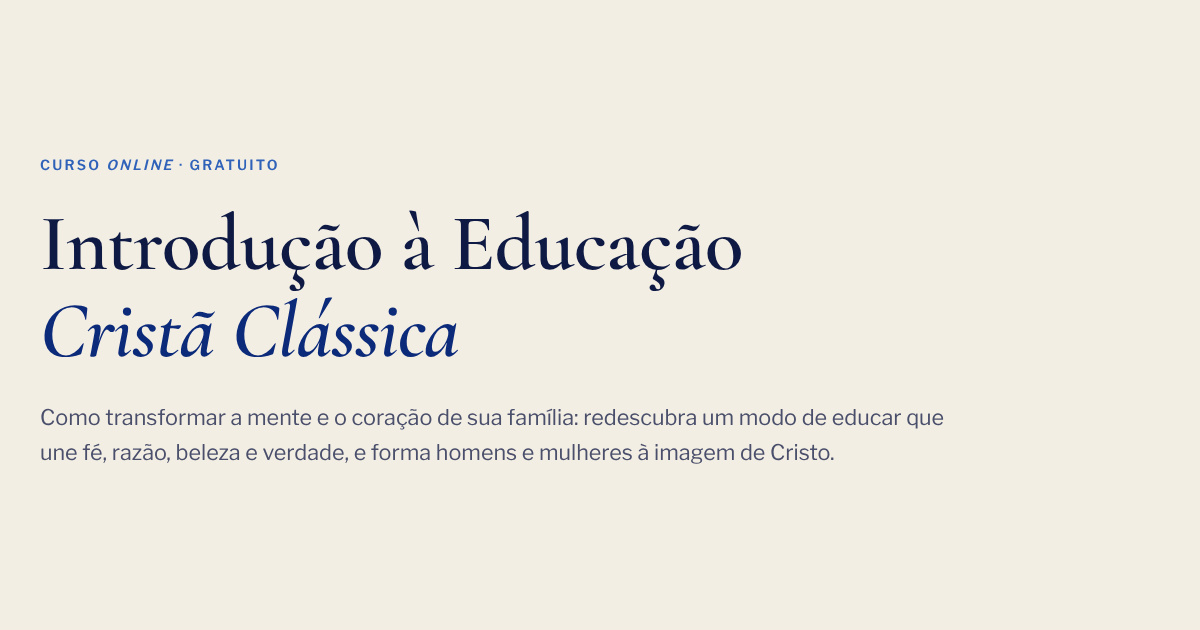 CURSO ONLINE · GRATUITO
Introdução à Educação
Cristã Clássica
Como transformar a mente e o coração de sua família: redescubra um modo de educar que
une fé, razão, beleza e verdade, e forma homens e mulheres à imagem de Cristo.